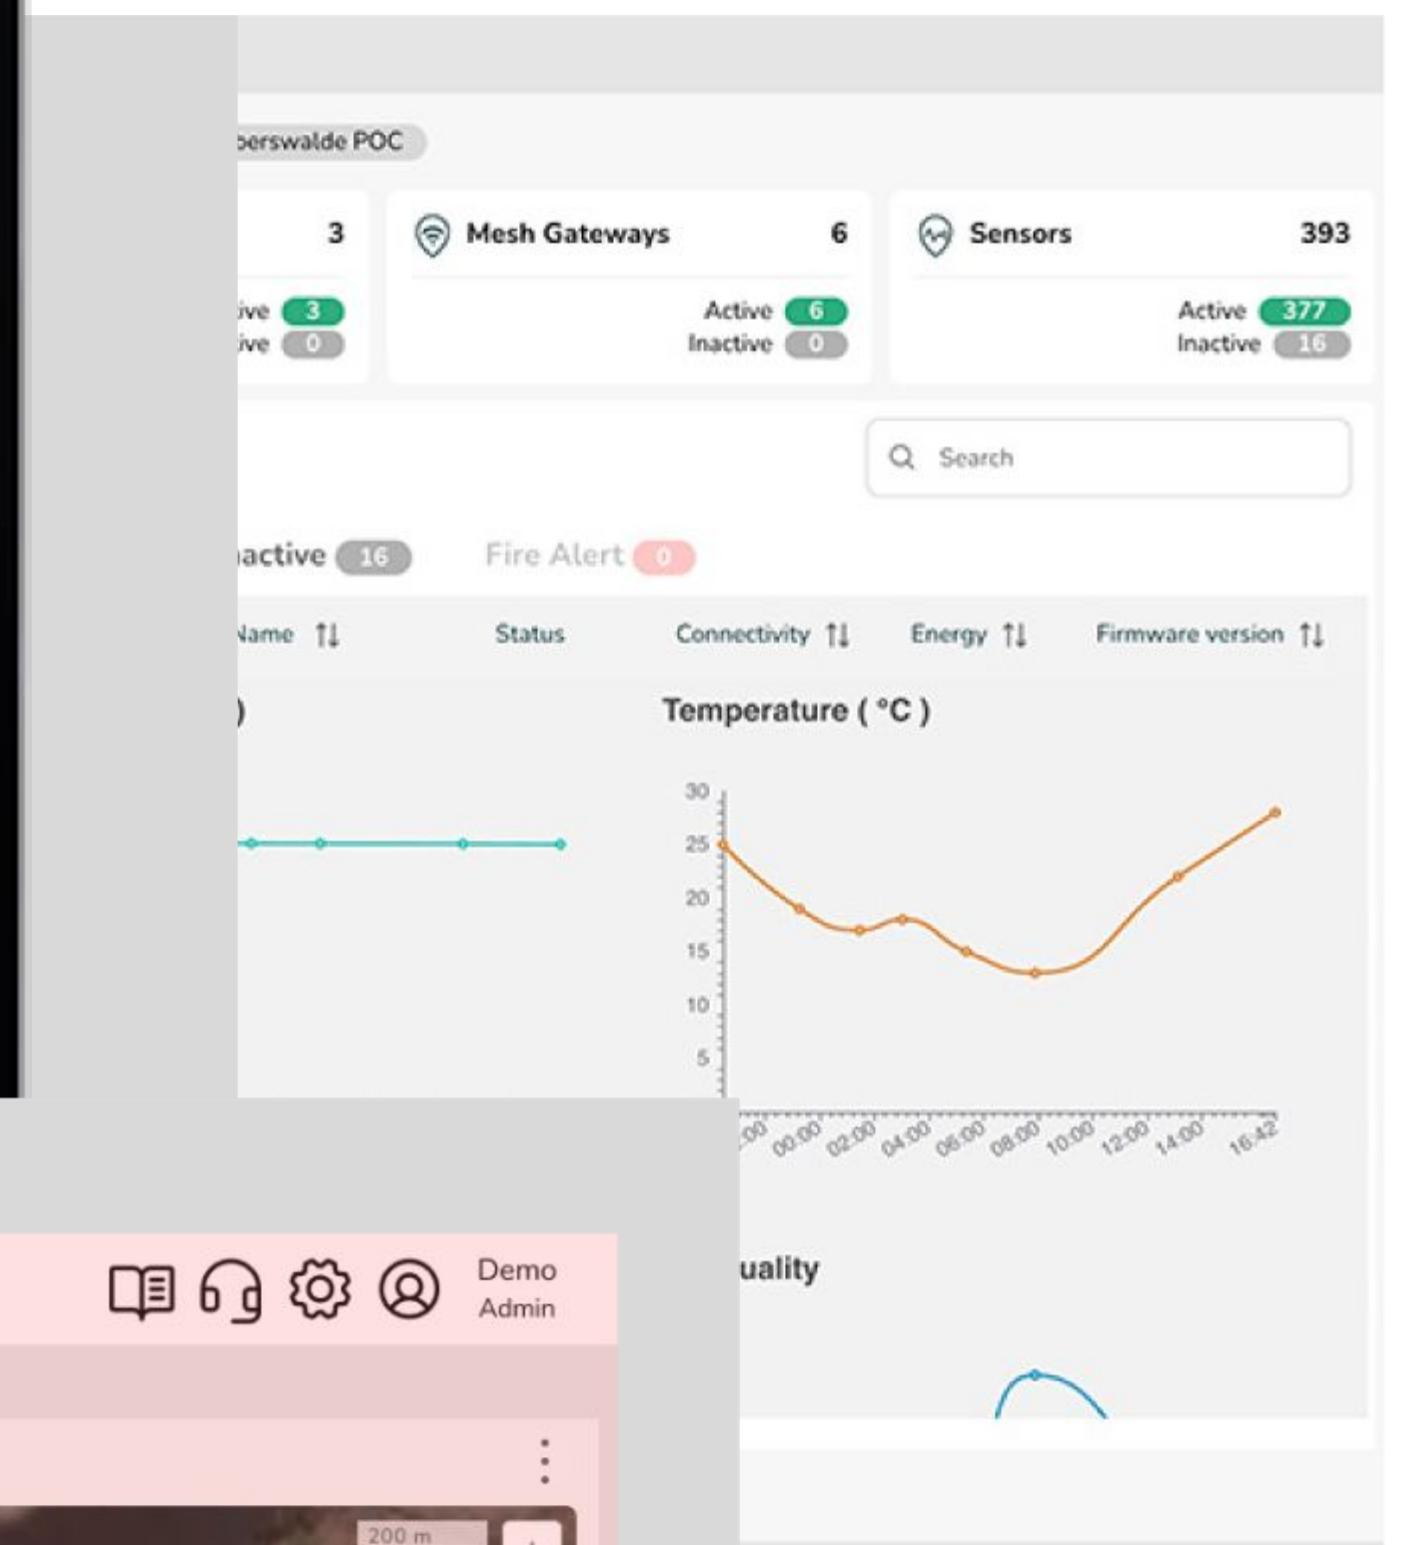 berswalde POC
3
Mesh Gateways 6
Sensors 393
ive 3
ive 0
Active 6
Inactive 0
Active 377
Inactive 16
Search
active 16 Fire Alert 0
Name ↑↓ Status Connectivity ↑↓ Energy ↑↓ Firmware version ↑↓
)
Temperature ( °C )
30
25
20
15
10
5
:00 00:00 02:00 04:00 06:00 08:00 10:00 12:00 14:00 16:42
uality
Demo
Admin
200 m